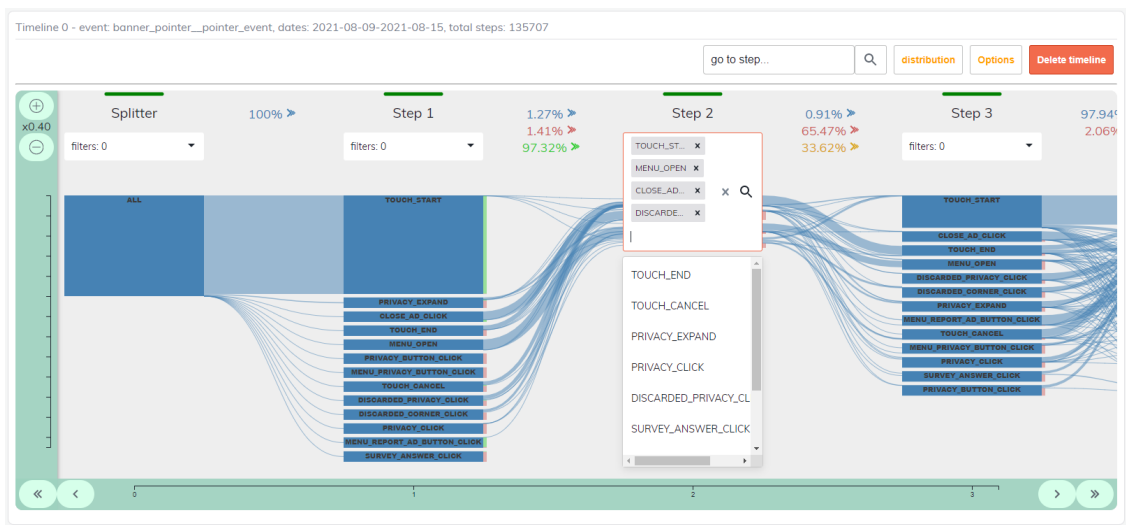 Timeline 0 - event: banner_pointer__pointer_event, dates: 2021-08-09-2021-08-15, total steps: 135707
go to step...
distribution
Options
Delete timeline
x0.40
Splitter
100%
Step 1
1.27%
1.41%
97.32%
Step 2
0.91%
65.47%
33.62%
Step 3
97.94%
2.06%
filters: 0
filters: 0
TOUCH_ST... x
MENU_OPEN x
CLOSE_AD... x
DISCARDE... x
filters: 0
ALL
TOUCH_START
PRIVACY_EXPAND
CLOSE_AD_CLICK
TOUCH_END
MENU_OPEN
PRIVACY_BUTTON_CLICK
MENU_PRIVACY_BUTTON_CLICK
TOUCH_CANCEL
DISCARDED_PRIVACY_CLICK
DISCARDED_CORNER_CLICK
PRIVACY_CLICK
MENU_REPORT_AD_BUTTON_CLICK
SURVEY_ANSWER_CLICK
TOUCH_END
TOUCH_CANCEL
PRIVACY_EXPAND
PRIVACY_CLICK
DISCARDED_PRIVACY_CL
SURVEY_ANSWER_CLICK
TOUCH_START
CLOSE_AD_CLICK
TOUCH_END
MENU_OPEN
DISCARDED_PRIVACY_CLICK
DISCARDED_CORNER_CLICK
PRIVACY_EXPAND
MENU_REPORT_AD_BUTTON_CLICK
TOUCH_CANCEL
MENU_PRIVACY_BUTTON_CLICK
PRIVACY_CLICK
SURVEY_ANSWER_CLICK
PRIVACY_BUTTON_CLICK
0
1
2
3